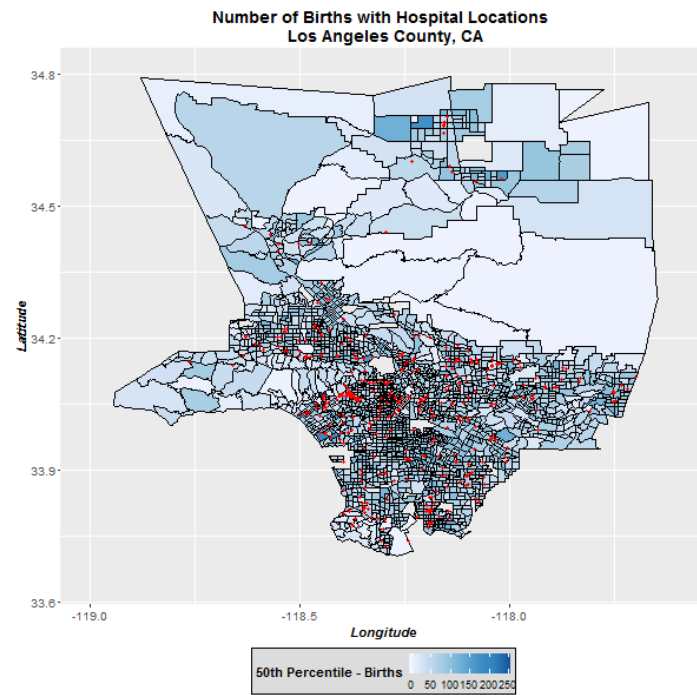 Number of Births with Hospital Locations
Los Angeles County, CA
34.8
34.5
34.2
33.9
33.6
Latitude
-119.0
-118.5
-118.0
Longitude
50th Percentile - Births
0 50 100 150 200 250